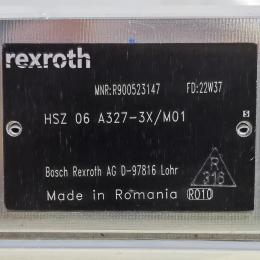 rexroth
MNR:R900523147 FD:22W37
HSZ 06 A327-3X/M01
S
Bosch Rexroth AG D-97816 Lohr
R
316
Made in Romania RO10